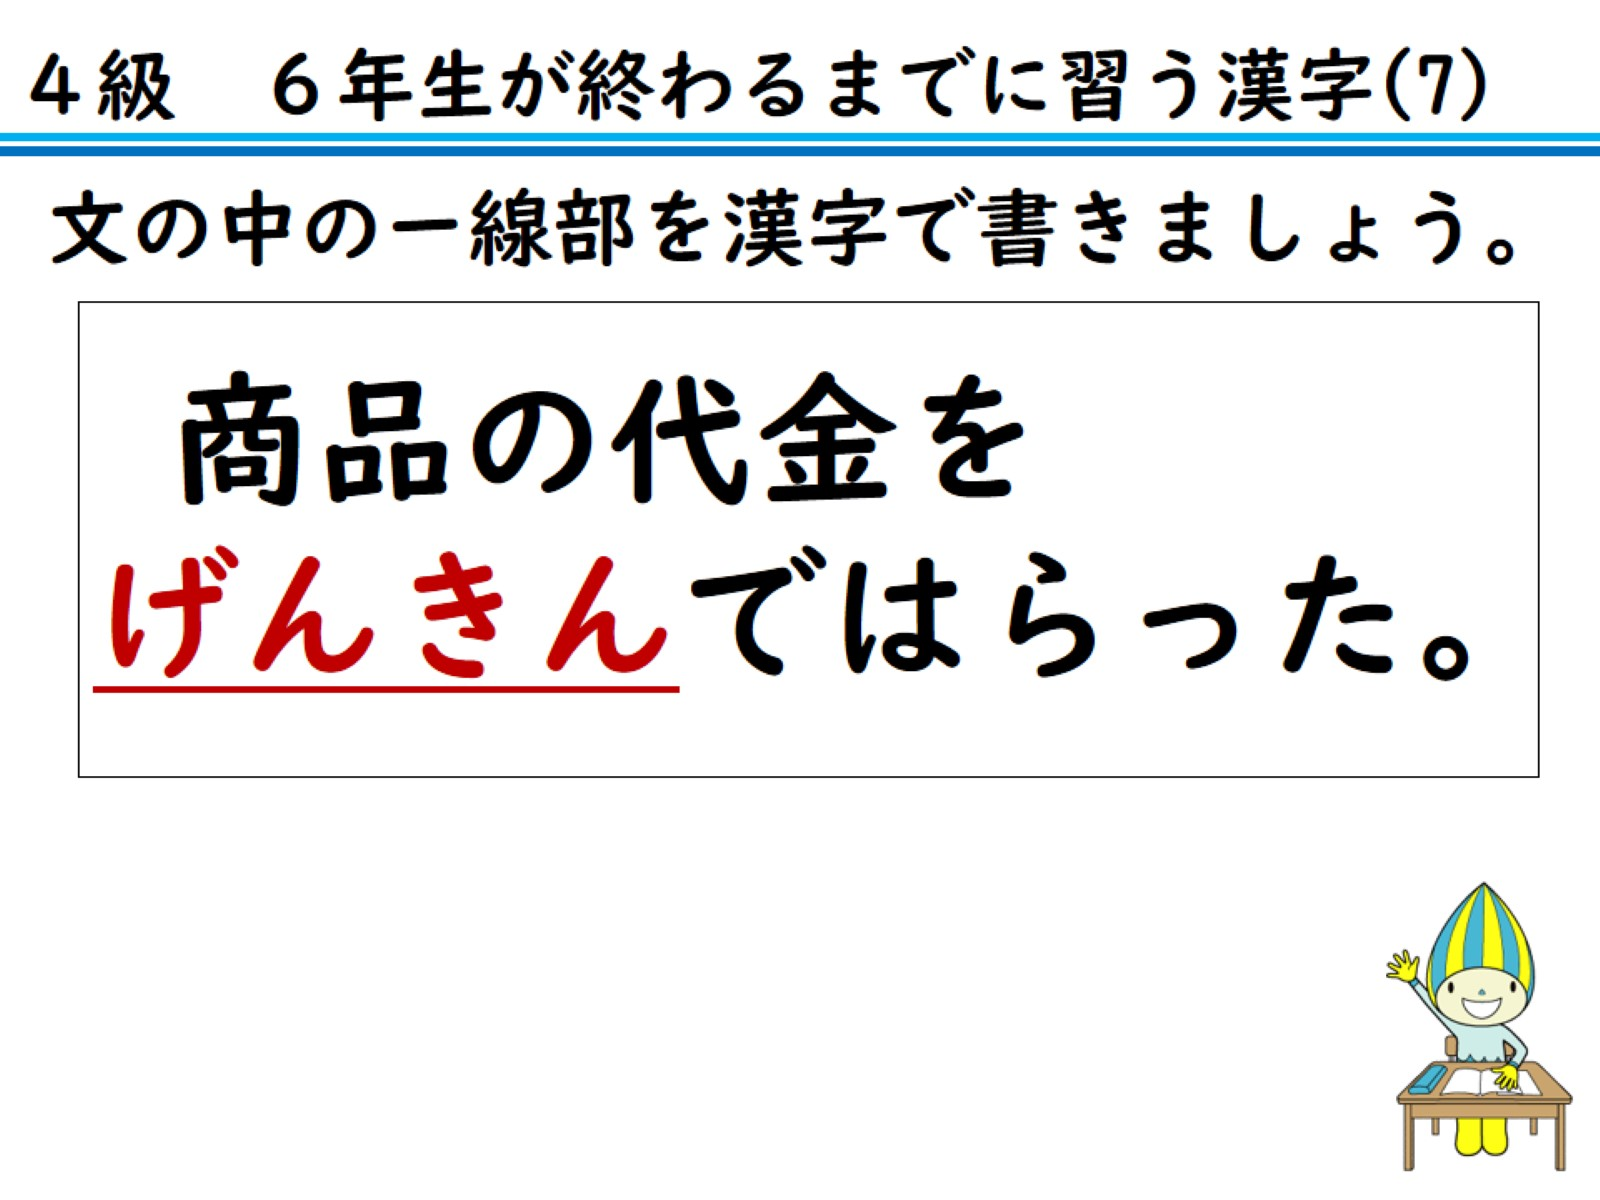 ４級　６年生が終わるまでに習う漢字(7)
文の中の一線部を漢字で書きましょう。
商品の代金を
げんきんではらった。